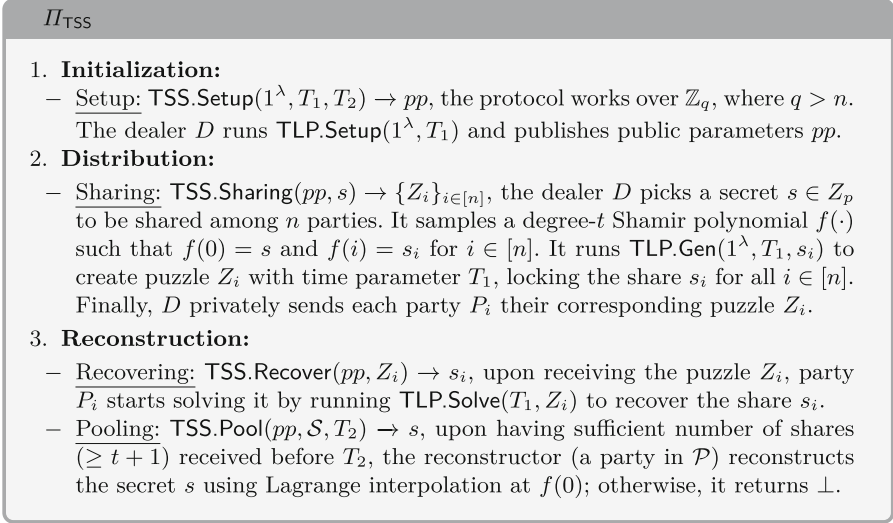 Π_TSS
1. Initialization:
– Setup: TSS.Setup(1^λ, T_1, T_2) → pp, the protocol works over ℤ_q, where q > n.
The dealer D runs TLP.Setup(1^λ, T_1) and publishes public parameters pp.
2. Distribution:
– Sharing: TSS.Sharing(pp, s) → {Z_i}_{i∈[n]}, the dealer D picks a secret s ∈ Z_p
to be shared among n parties. It samples a degree-t Shamir polynomial f(·)
such that f(0) = s and f(i) = s_i for i ∈ [n]. It runs TLP.Gen(1^λ, T_1, s_i) to
create puzzle Z_i with time parameter T_1, locking the share s_i for all i ∈ [n].
Finally, D privately sends each party P_i their corresponding puzzle Z_i.
3. Reconstruction:
– Recovering: TSS.Recover(pp, Z_i) → s_i, upon receiving the puzzle Z_i, party
P_i starts solving it by running TLP.Solve(T_1, Z_i) to recover the share s_i.
– Pooling: TSS.Pool(pp, 𝒮, T_2) → s, upon having sufficient number of shares
(≥ t + 1) received before T_2, the reconstructor (a party in 𝒫) reconstructs
the secret s using Lagrange interpolation at f(0); otherwise, it returns ⊥.